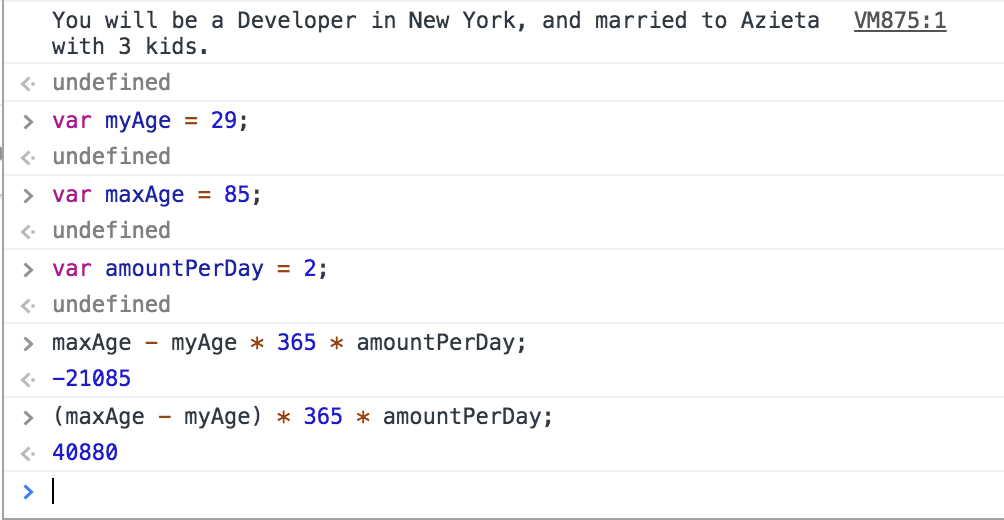 You will be a Developer in New York, and married to Azieta VM875:1
with 3 kids.
undefined
var myAge = 29;
undefined
var maxAge = 85;
undefined
var amountPerDay = 2;
undefined
maxAge - myAge * 365 * amountPerDay;
-21085
(maxAge - myAge) * 365 * amountPerDay;
40880